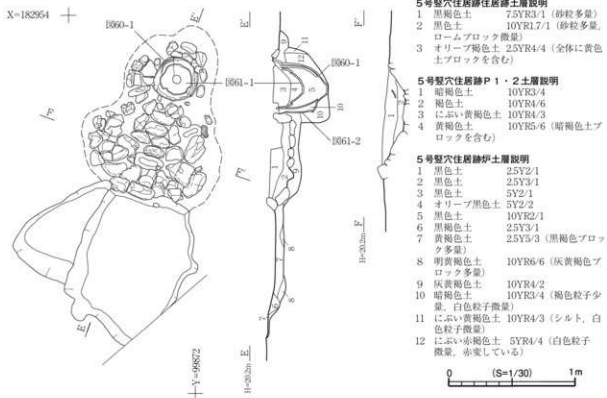 X=182954
図60-1
E'
F
F'
E
Y=99872
E'
図60-1
図61-1
図61-2
E
H=20.2m
F'
F
H=20.2m
5号竪穴住居跡住居跡土層説明
1 黒褐色土 7.5YR3/1（砂粒多量）
2 黒色土 10YR1.7/1（砂粒多量、
ロームブロック微量）
3 オリーブ褐色土 2.5YR4/4（全体に黄色
土ブロックを含む）
5号竪穴住居跡P1・2土層説明
1 暗褐色土 10YR3/4
2 褐色土 10YR4/6
3 にぶい黄褐色土 10YR4/3
4 黄褐色土 10YR5/6（暗褐色土ブ
ロックを含む）
5号竪穴住居跡炉土層説明
1 黒色土 2.5Y2/1
2 黒色土 2.5Y3/1
3 黒色土 5Y2/1
4 オリーブ黒色土 5Y2/2
5 黒色土 10YR2/1
6 黒褐色土 2.5Y3/1
7 黄褐色土 2.5Y5/3（黒褐色ブロッ
ク多量）
8 明黄褐色土 10YR6/6（灰黄褐色ブ
ロック多量）
9 灰黄褐色土 10YR4/2
10 暗褐色土 10YR3/4（褐色粒子少
量、白色粒子微量）
11 にぶい黄褐色土 10YR4/3（シルト、白
色粒子微量）
12 にぶい赤褐色土 5YR4/4（白色粒子
微量、赤変している）
0 (S=1/30) 1m